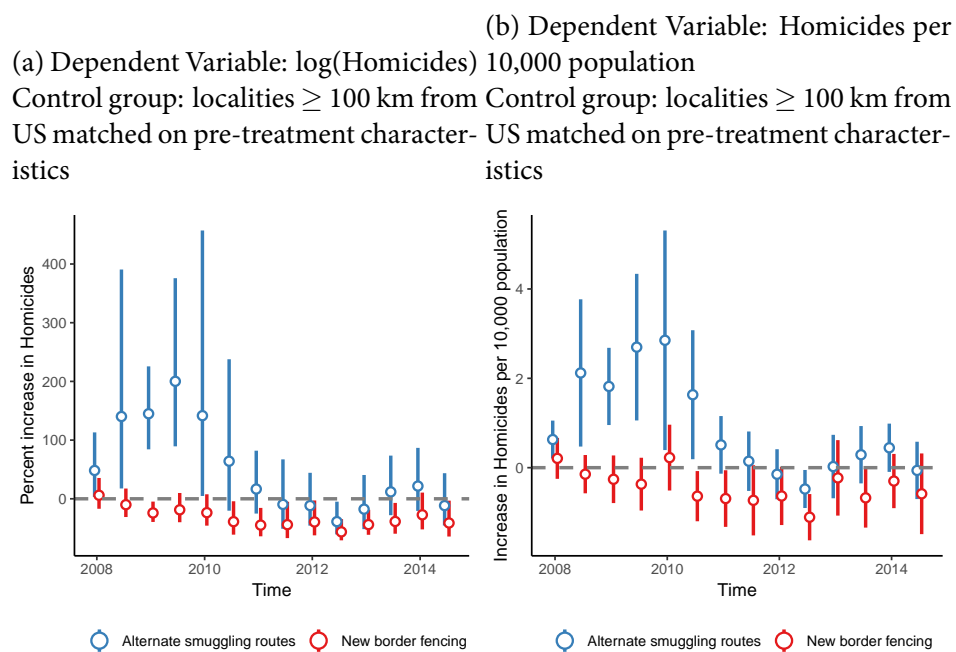 (a) Dependent Variable: log(Homicides)
Control group: localities ≥ 100 km from
US matched on pre-treatment character-
istics
(b) Dependent Variable: Homicides per
10,000 population
Control group: localities ≥ 100 km from
US matched on pre-treatment character-
istics
Percent increase in Homicides
400
300
200
100
0
2008
2010
2012
2014
Time
Alternate smuggling routes
New border fencing
Increase in Homicides per 10,000 population
4
2
0
2008
2010
2012
2014
Time
Alternate smuggling routes
New border fencing